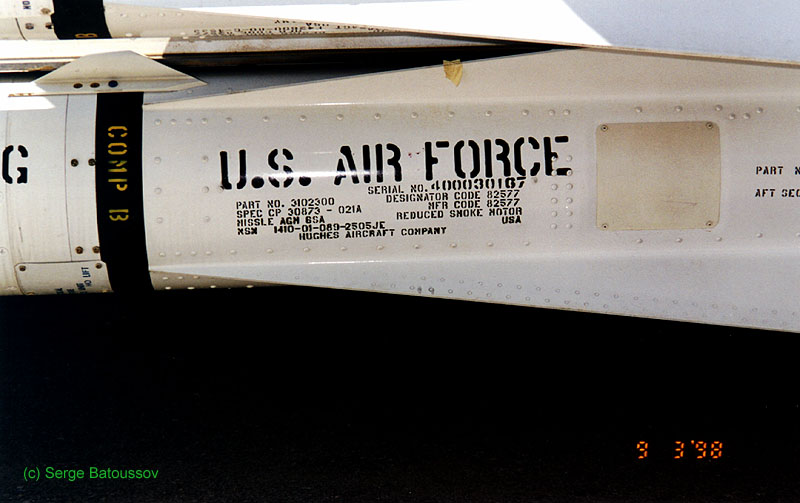 G
COMP B
U.S. AIR FORCE
SERIAL NO. 400030167
PART NO. 3102300
DESIGNATOR CODE 82577
SPEC CP 30873 - 021A
MFR CODE 82577
MISSLE AGM 65A
REDUCED SMOKE MOTOR
NSN 1410-01-089-2505JE
USA
HUGHES AIRCRAFT COMPANY
PART N
AFT SEC
NO LIFT
9 3 '98
(c) Serge Batoussov